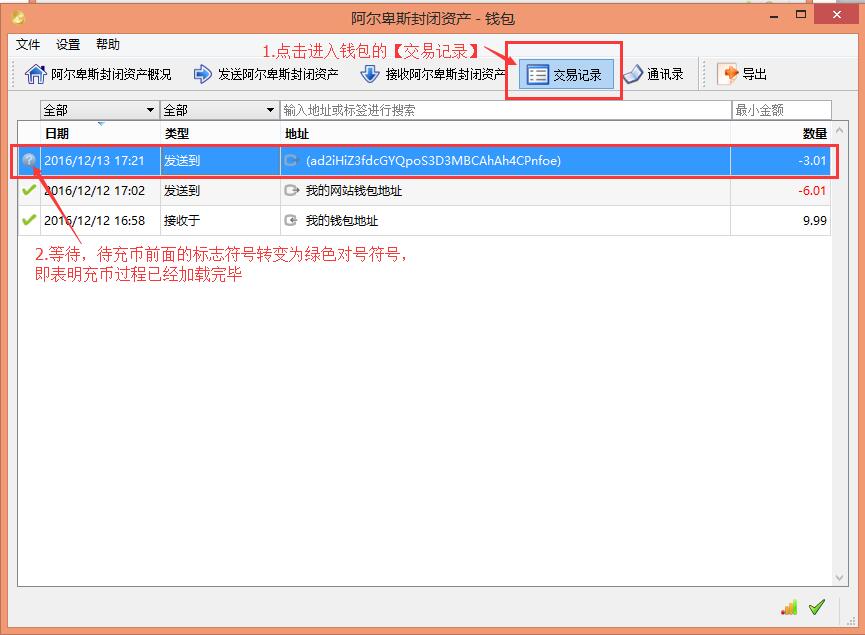 阿尔卑斯封闭资产 - 钱包
文件 设置 帮助
1.点击进入钱包的【交易记录】
阿尔卑斯封闭资产概况 发送阿尔卑斯封闭资产 接收阿尔卑斯封闭资产 交易记录 通讯录 导出
全部 全部 输入地址或标签进行搜索 最小金额
日期 类型 地址 数量
2016/12/13 17:21 发送到 (ad2iHiZ3fdcGYQpoS3D3MBCAhAh4CPnfoe) -3.01
2016/12/12 17:02 发送到 我的网站钱包地址 -6.01
2016/12/12 16:58 接收于 我的钱包地址 9.99
2.等待，待充币前面的标志符号转变为绿色对号符号，
即表明充币过程已经加载完毕